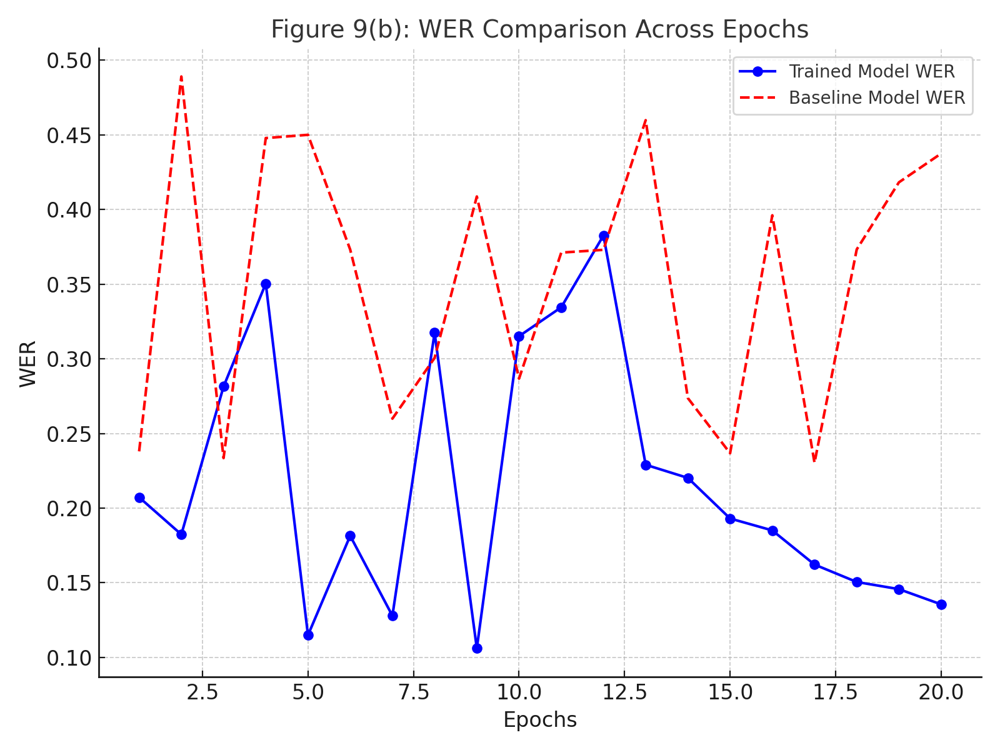 Figure 9(b): WER Comparison Across Epochs
Trained Model WER
Baseline Model WER
0.50
0.45
0.40
0.35
0.30
0.25
0.20
0.15
0.10
WER
2.5 5.0 7.5 10.0 12.5 15.0 17.5 20.0
Epochs